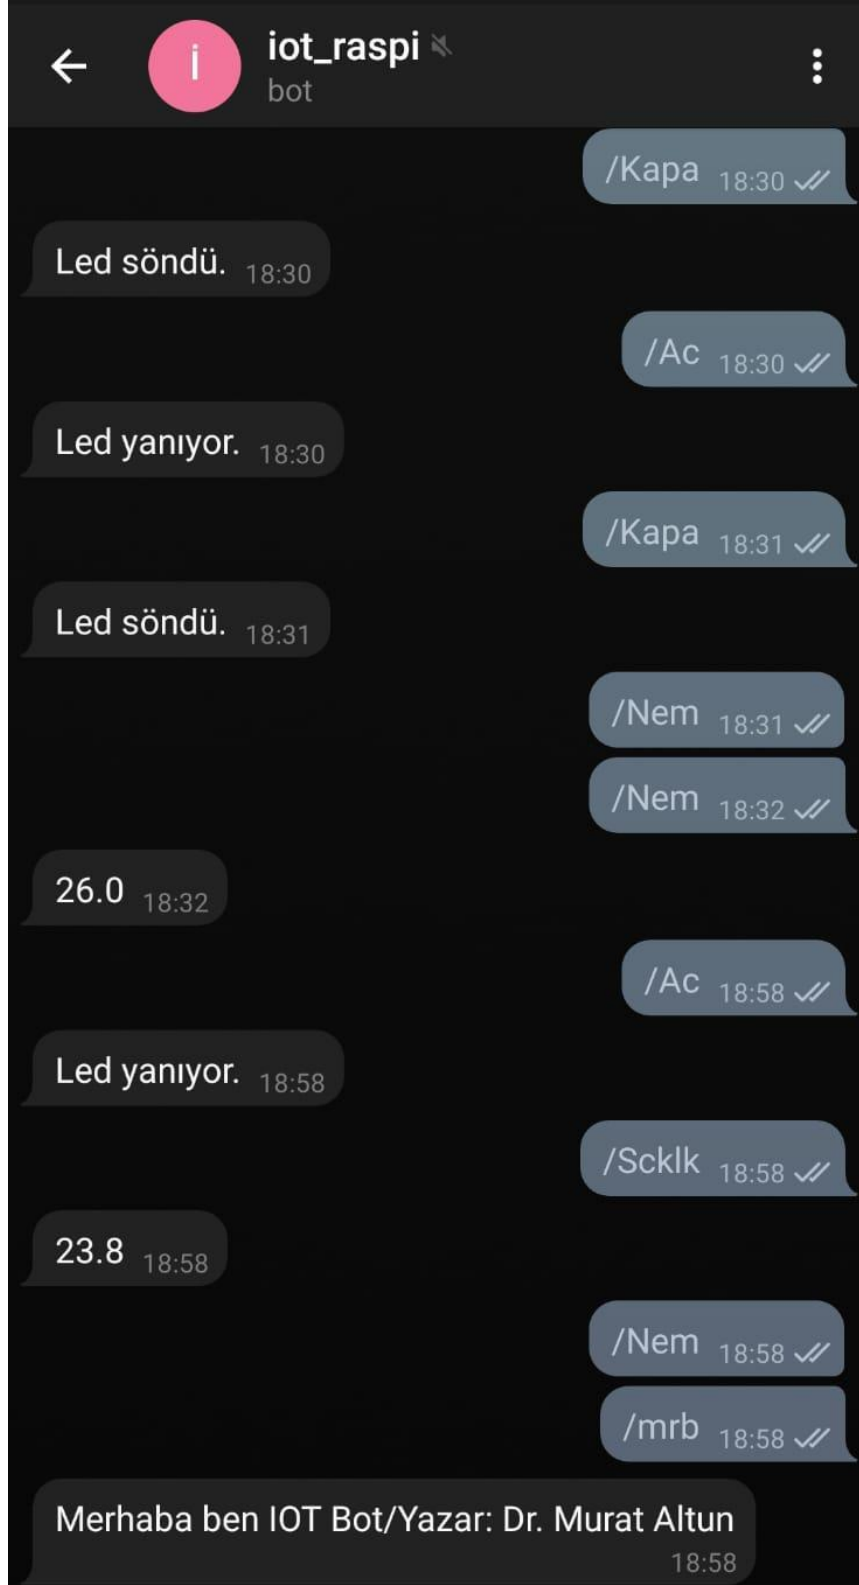 i
iot_raspi
bot
/Kapa 18:30
Led söndü. 18:30
/Ac 18:30
Led yanıyor. 18:30
/Kapa 18:31
Led söndü. 18:31
/Nem 18:31
/Nem 18:32
26.0 18:32
/Ac 18:58
Led yanıyor. 18:58
/Scklk 18:58
23.8 18:58
/Nem 18:58
/mrb 18:58
Merhaba ben IOT Bot/Yazar: Dr. Murat Altun
18:58